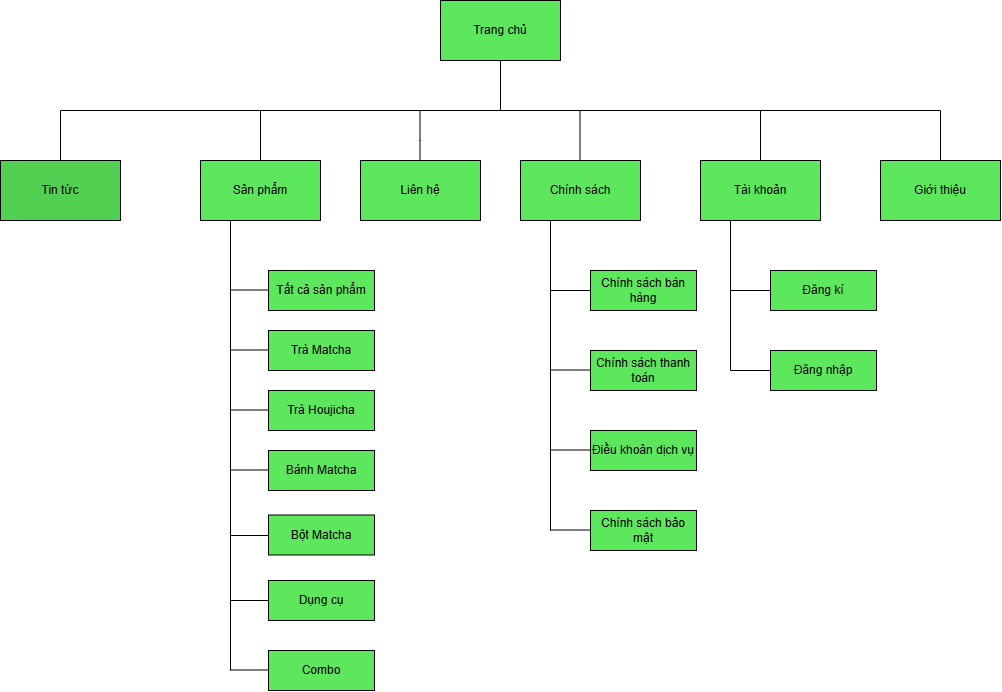 Trang chủ
Tin tức
Sản phẩm
Liên hệ
Chính sách
Tài khoản
Giới thiệu
Tất cả sản phẩm
Trà Matcha
Trà Houjicha
Bánh Matcha
Bột Matcha
Dụng cụ
Combo
Chính sách bán
hàng
Chính sách thanh
toán
Điều khoản dịch vụ
Chính sách bảo
mật
Đăng kí
Đăng nhập